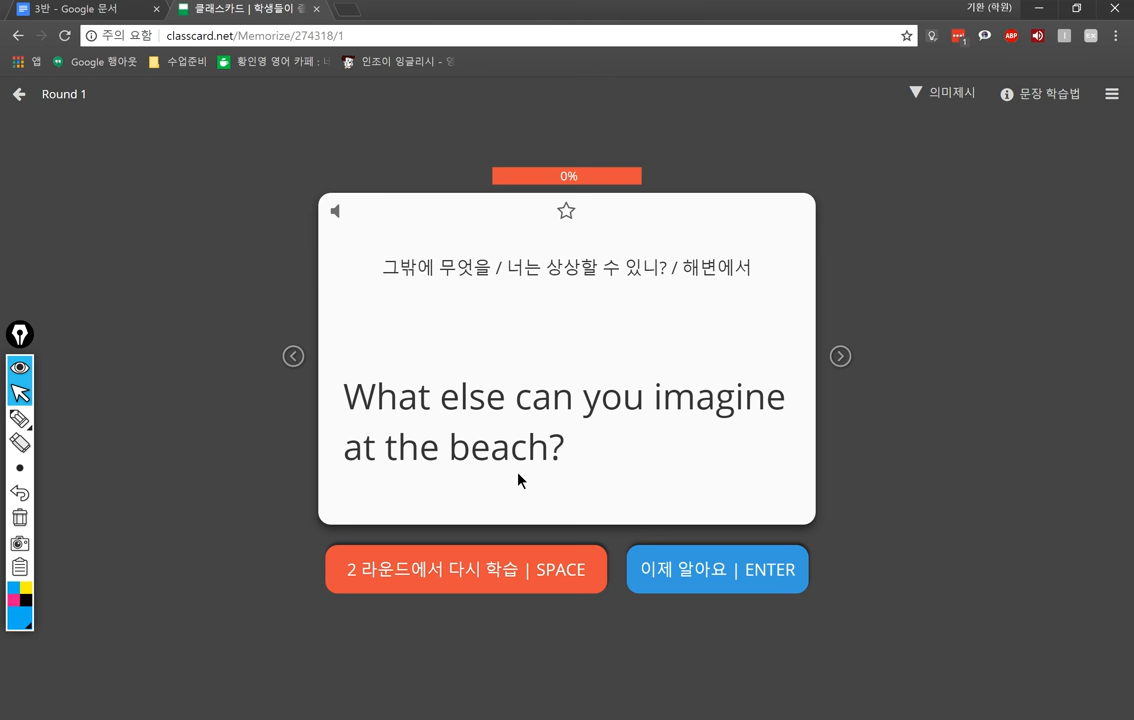 3반 - Google 문서
클래스카드 | 학생들이 즐
기환 (학원)
주의 요함 | classcard.net/Memorize/274318/1
1
ABP
앱
Google 행아웃
수업준비
황인영 영어 카페 : 네
인조이 잉글리시 - 영
Round 1
의미제시
문장 학습법
0%
그밖에 무엇을 / 너는 상상할 수 있니? / 해변에서
What else can you imagine
at the beach?
2 라운드에서 다시 학습 | SPACE
이제 알아요 | ENTER